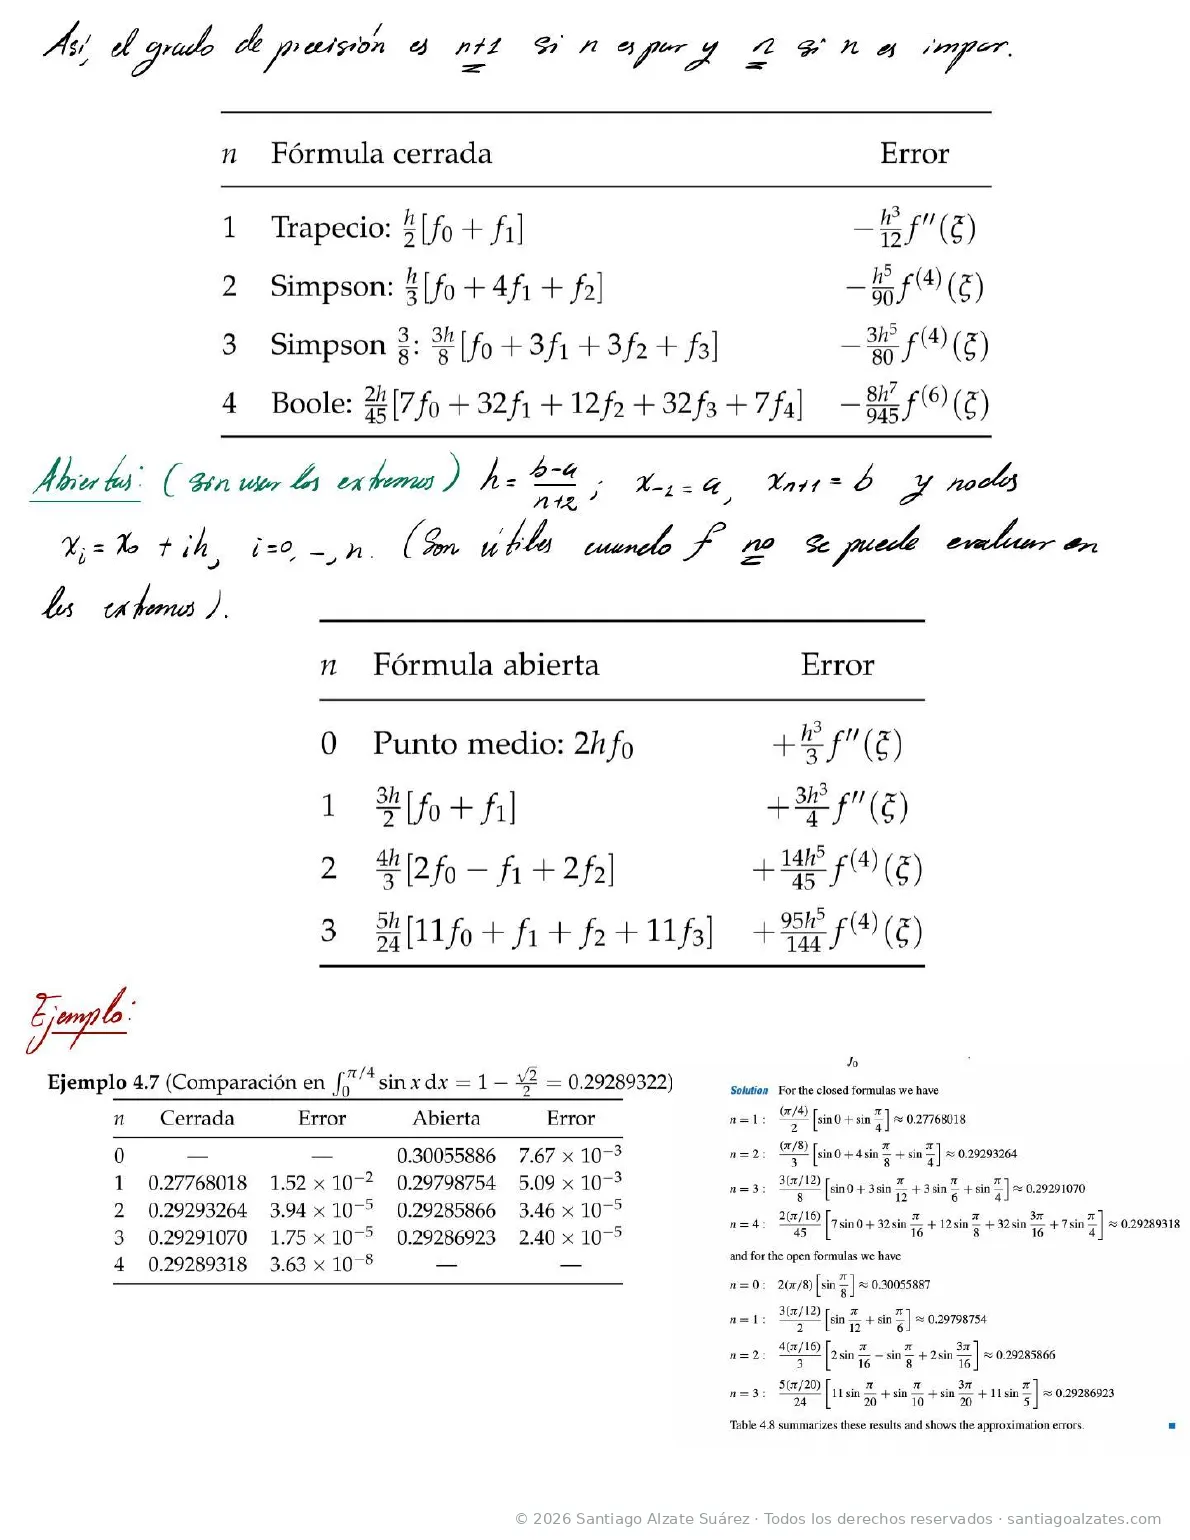 Así, el grado de precisión es n+1 si n es par y n si n es impar.
n Fórmula cerrada Error
1 Trapecio: h/2 [f₀ + f₁] −h³/12 f″(ξ)
2 Simpson: h/3 [f₀ + 4f₁ + f₂] −h⁵/90 f⁽⁴⁾(ξ)
3 Simpson 3/8: 3h/8 [f₀ + 3f₁ + 3f₂ + f₃] −3h⁵/80 f⁽⁴⁾(ξ)
4 Boole: 2h/45 [7f₀ + 32f₁ + 12f₂ + 32f₃ + 7f₄] −8h⁷/945 f⁽⁶⁾(ξ)
Abiertas: (sin usar los extremos) h = (b-a)/(n+2); x₋₁ = a, xₙ₊₁ = b y nodos
xᵢ = x₀ + ih, i=0, –, n. (Son útiles cuando f no se puede evaluar en
los extremos).
n Fórmula abierta Error
0 Punto medio: 2hf₀ +h³/3 f″(ξ)
1 3h/2 [f₀ + f₁] +3h³/4 f″(ξ)
2 4h/3 [2f₀ − f₁ + 2f₂] +14h⁵/45 f⁽⁴⁾(ξ)
3 5h/24 [11f₀ + f₁ + f₂ + 11f₃] +95h⁵/144 f⁽⁴⁾(ξ)
Ejemplo:
Ejemplo 4.7 (Comparación en ∫₀^{π/4} sin x dx = 1 − √2/2 = 0.29289322)
n Cerrada Error Abierta Error
0 — — 0.30055886 7.67 × 10⁻³
1 0.27768018 1.52 × 10⁻² 0.29798754 5.09 × 10⁻³
2 0.29293264 3.94 × 10⁻⁵ 0.29285866 3.46 × 10⁻⁵
3 0.29291070 1.75 × 10⁻⁵ 0.29286923 2.40 × 10⁻⁵
4 0.29289318 3.63 × 10⁻⁸ — —
J₀
Solution For the closed formulas we have
n = 1: (π/4)/2 [sin 0 + sin π/4] ≈ 0.27768018
n = 2: (π/8)/3 [sin 0 + 4 sin π/8 + sin π/4] ≈ 0.29293264
n = 3: 3(π/12)/8 [sin 0 + 3 sin π/12 + 3 sin π/6 + sin π/4] ≈ 0.29291070
n = 4: 2(π/16)/45 [7 sin 0 + 32 sin π/16 + 12 sin π/8 + 32 sin 3π/16 + 7 sin π/4] ≈ 0.29289318
and for the open formulas we have
n = 0: 2(π/8) [sin π/8] ≈ 0.30055887
n = 1: 3(π/12)/2 [sin π/12 + sin π/6] ≈ 0.29798754
n = 2: 4(π/16)/3 [2 sin π/16 − sin π/8 + 2 sin 3π/16] ≈ 0.29285866
n = 3: 5(π/20)/24 [11 sin π/20 + sin π/10 + sin 3π/20 + 11 sin π/5] ≈ 0.29286923
Table 4.8 summarizes these results and shows the approximation errors.
© 2026 Santiago Alzate Suárez · Todos los derechos reservados · santiagoalzates.com